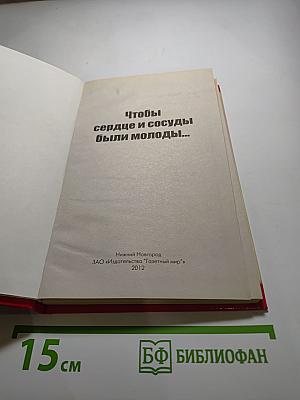 Чтобы
сердце и сосуды
были молоды...
Нижний Новгород
ЗАО «Издательство "Газетный мир"»
2012
15 см
БФ БИБЛИОФАН